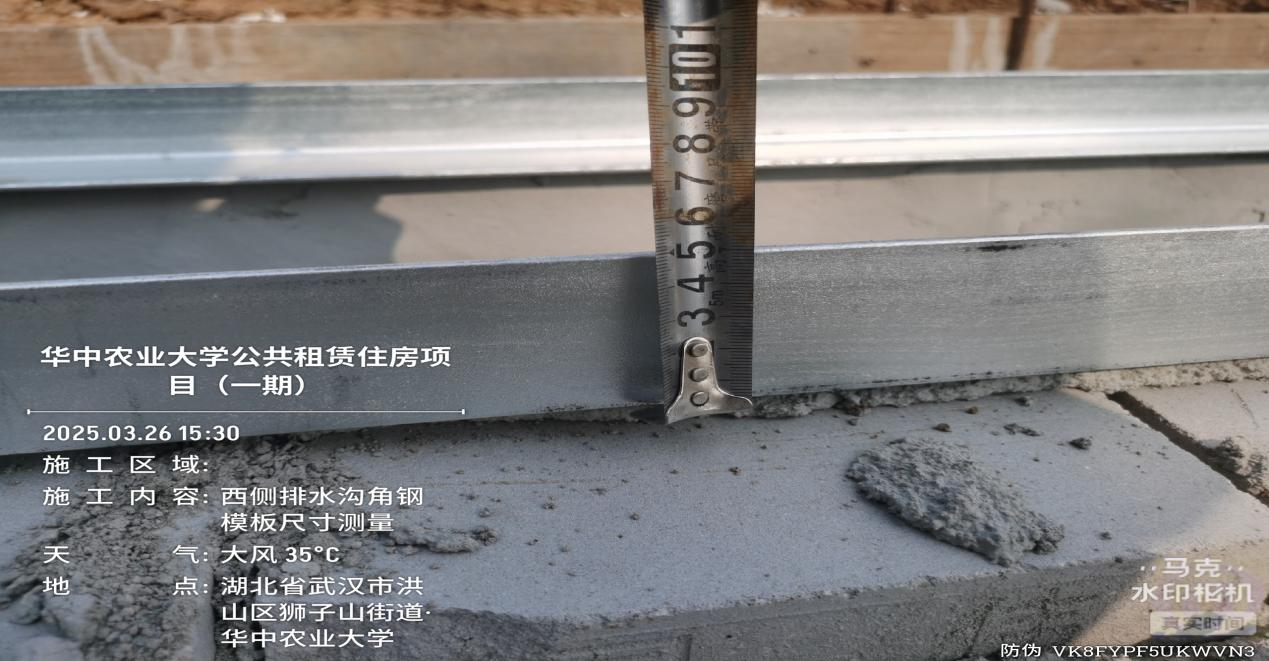 1
10
9
8
7
6
5
4
3
5m
华中农业大学公共租赁住房项
目（一期）
2025.03.26 15:30
施工区域:
施工内容: 西侧排水沟角钢
模板尺寸测量
天气: 大风 35°C
地点: 湖北省武汉市洪
山区狮子山街道·
华中农业大学
马克
水印相机
真实时间
防伪 VK8FYPF5UKWVN3